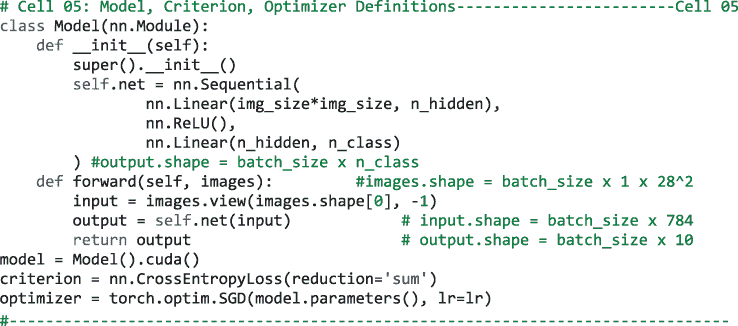 # Cell 05: Model, Criterion, Optimizer Definitions------------------------Cell 05
class Model(nn.Module):
    def __init__(self):
        super().__init__()
        self.net = nn.Sequential(
                nn.Linear(img_size*img_size, n_hidden),
                nn.ReLU(),
                nn.Linear(n_hidden, n_class)
        ) #output.shape = batch_size x n_class
    def forward(self, images):         #images.shape = batch_size x 1 x 28^2
        input = images.view(images.shape[0], -1)
        output = self.net(input)            # input.shape = batch_size x 784
        return output                       # output.shape = batch_size x 10
model = Model().cuda()
criterion = nn.CrossEntropyLoss(reduction='sum')
optimizer = torch.optim.SGD(model.parameters(), lr=lr)
#-------------------------------------------------------------------------------